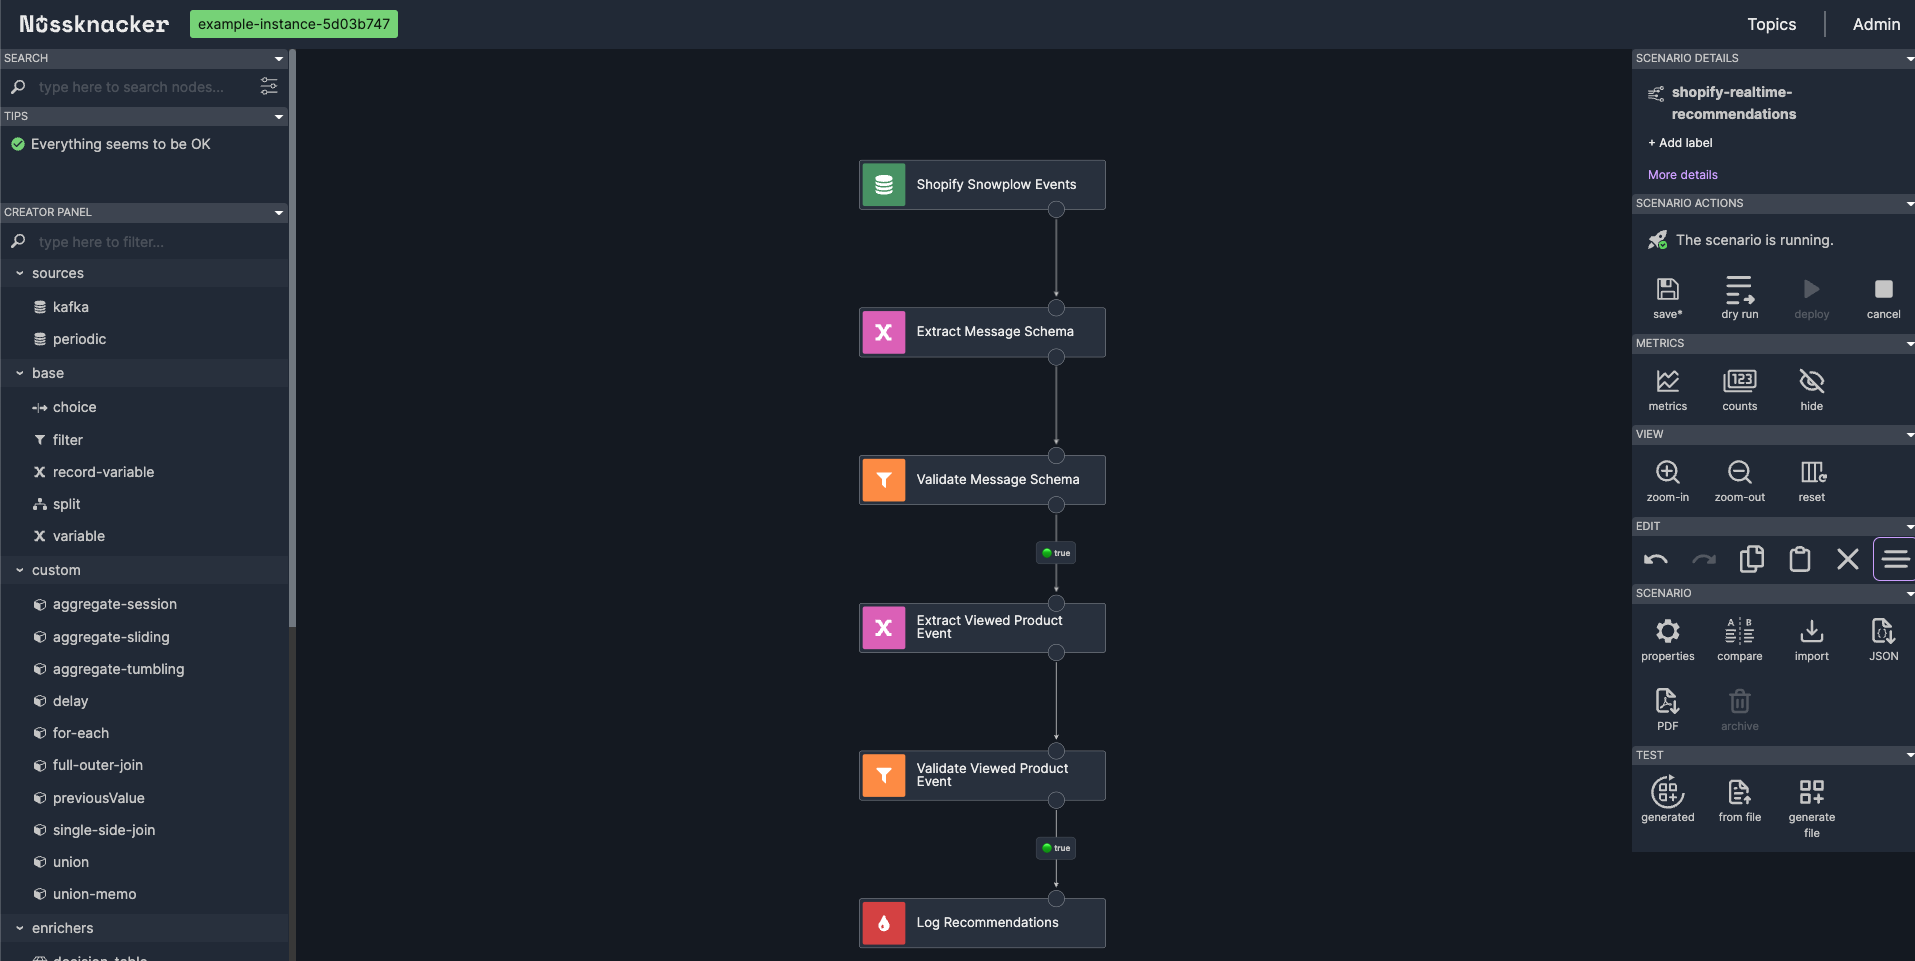 Nussknacker
example-instance-5d03b747
Topics
Admin
SEARCH
type here to search nodes...
TIPS
Everything seems to be OK
CREATOR PANEL
type here to filter...
sources
kafka
periodic
base
choice
filter
record-variable
split
variable
custom
aggregate-session
aggregate-sliding
aggregate-tumbling
delay
for-each
full-outer-join
previousValue
single-side-join
union
union-memo
enrichers
decision-table
Shopify Snowplow Events
Extract Message Schema
Validate Message Schema
true
Extract Viewed Product
Event
Validate Viewed Product
Event
true
Log Recommendations
SCENARIO DETAILS
shopify-realtime-
recommendations
+ Add label
More details
SCENARIO ACTIONS
The scenario is running.
save*
dry run
deploy
cancel
METRICS
123
metrics
counts
hide
VIEW
zoom-in
zoom-out
reset
EDIT
SCENARIO
A B
properties
compare
import
JSON
PDF
archive
TEST
generated
from file
generate
file